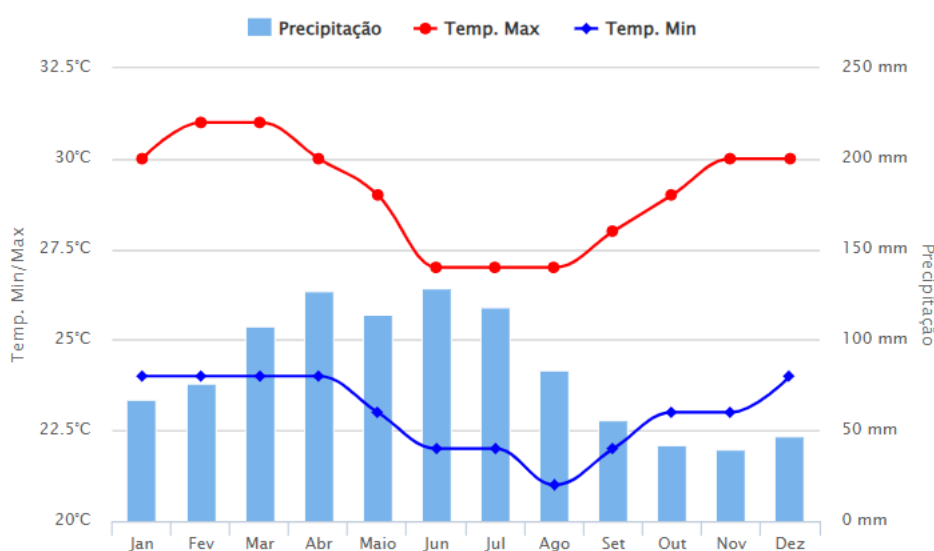 Precipitação Temp. Max Temp. Min
32.5°C 250 mm
30°C 200 mm
27.5°C 150 mm
25°C 100 mm
22.5°C 50 mm
20°C 0 mm
Temp. Min/Max
Precipitação
Jan Fev Mar Abr Maio Jun Jul Ago Set Out Nov Dez